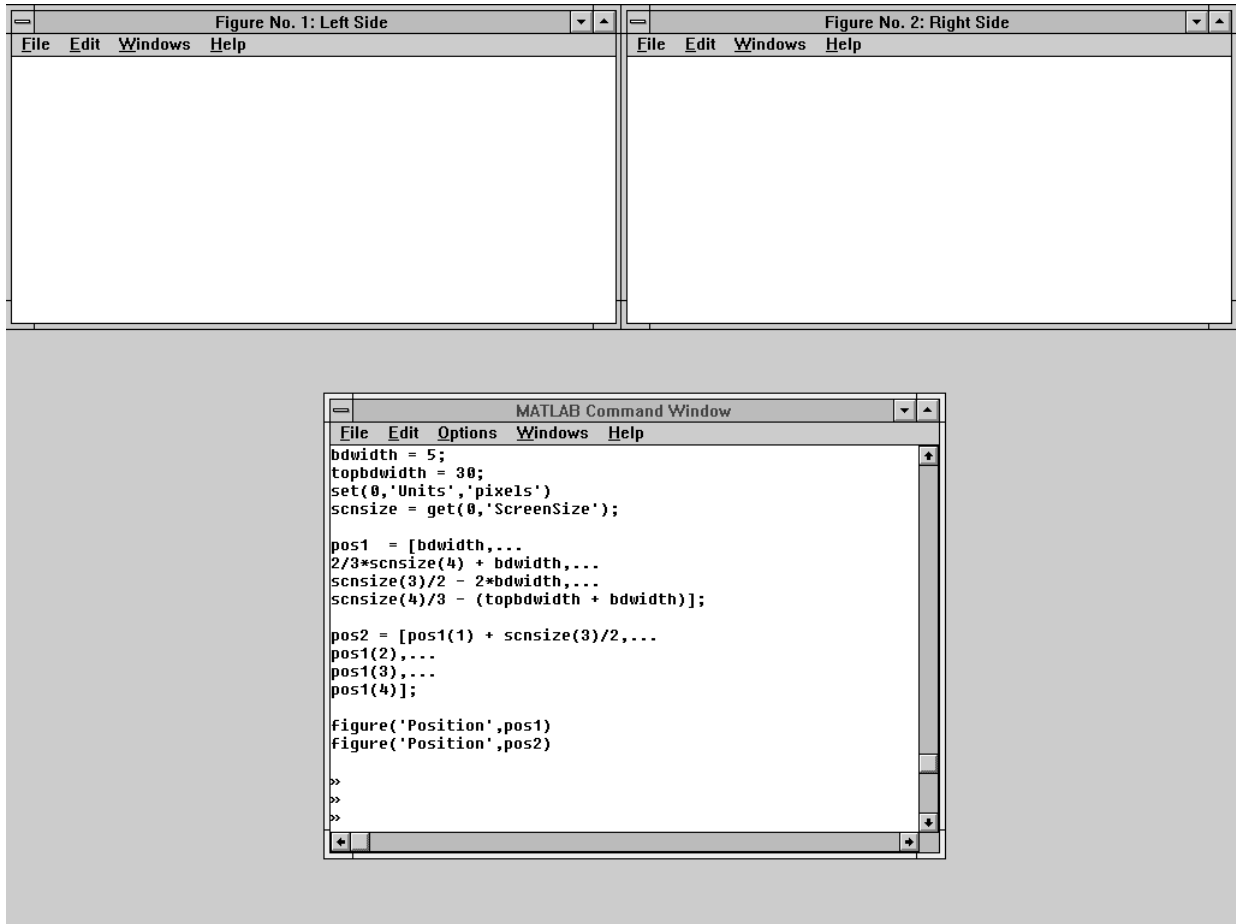 Figure No. 1: Left Side
File Edit Windows Help
Figure No. 2: Right Side
File Edit Windows Help
MATLAB Command Window
File Edit Options Windows Help
bdwidth = 5;
topbdwidth = 30;
set(0,'Units','pixels')
scnsize = get(0,'ScreenSize');
pos1  = [bdwidth,...
2/3*scnsize(4) + bdwidth,...
scnsize(3)/2 - 2*bdwidth,...
scnsize(4)/3 - (topbdwidth + bdwidth)];
pos2 = [pos1(1) + scnsize(3)/2,...
pos1(2),...
pos1(3),...
pos1(4)];
figure('Position',pos1)
figure('Position',pos2)
»
»
»